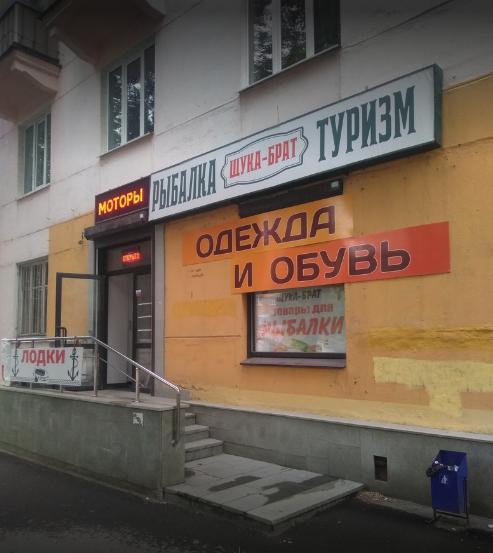 РЫБАЛКА ЩУКА-БРАТ ТУРИЗМ
МОТОРЫ
ОТКРЫТО
ОДЕЖДА
И ОБУВЬ
ЩУКА-БРАТ
ТОВАРЫ ДЛЯ
РЫБАЛКИ
ЛОДКИ